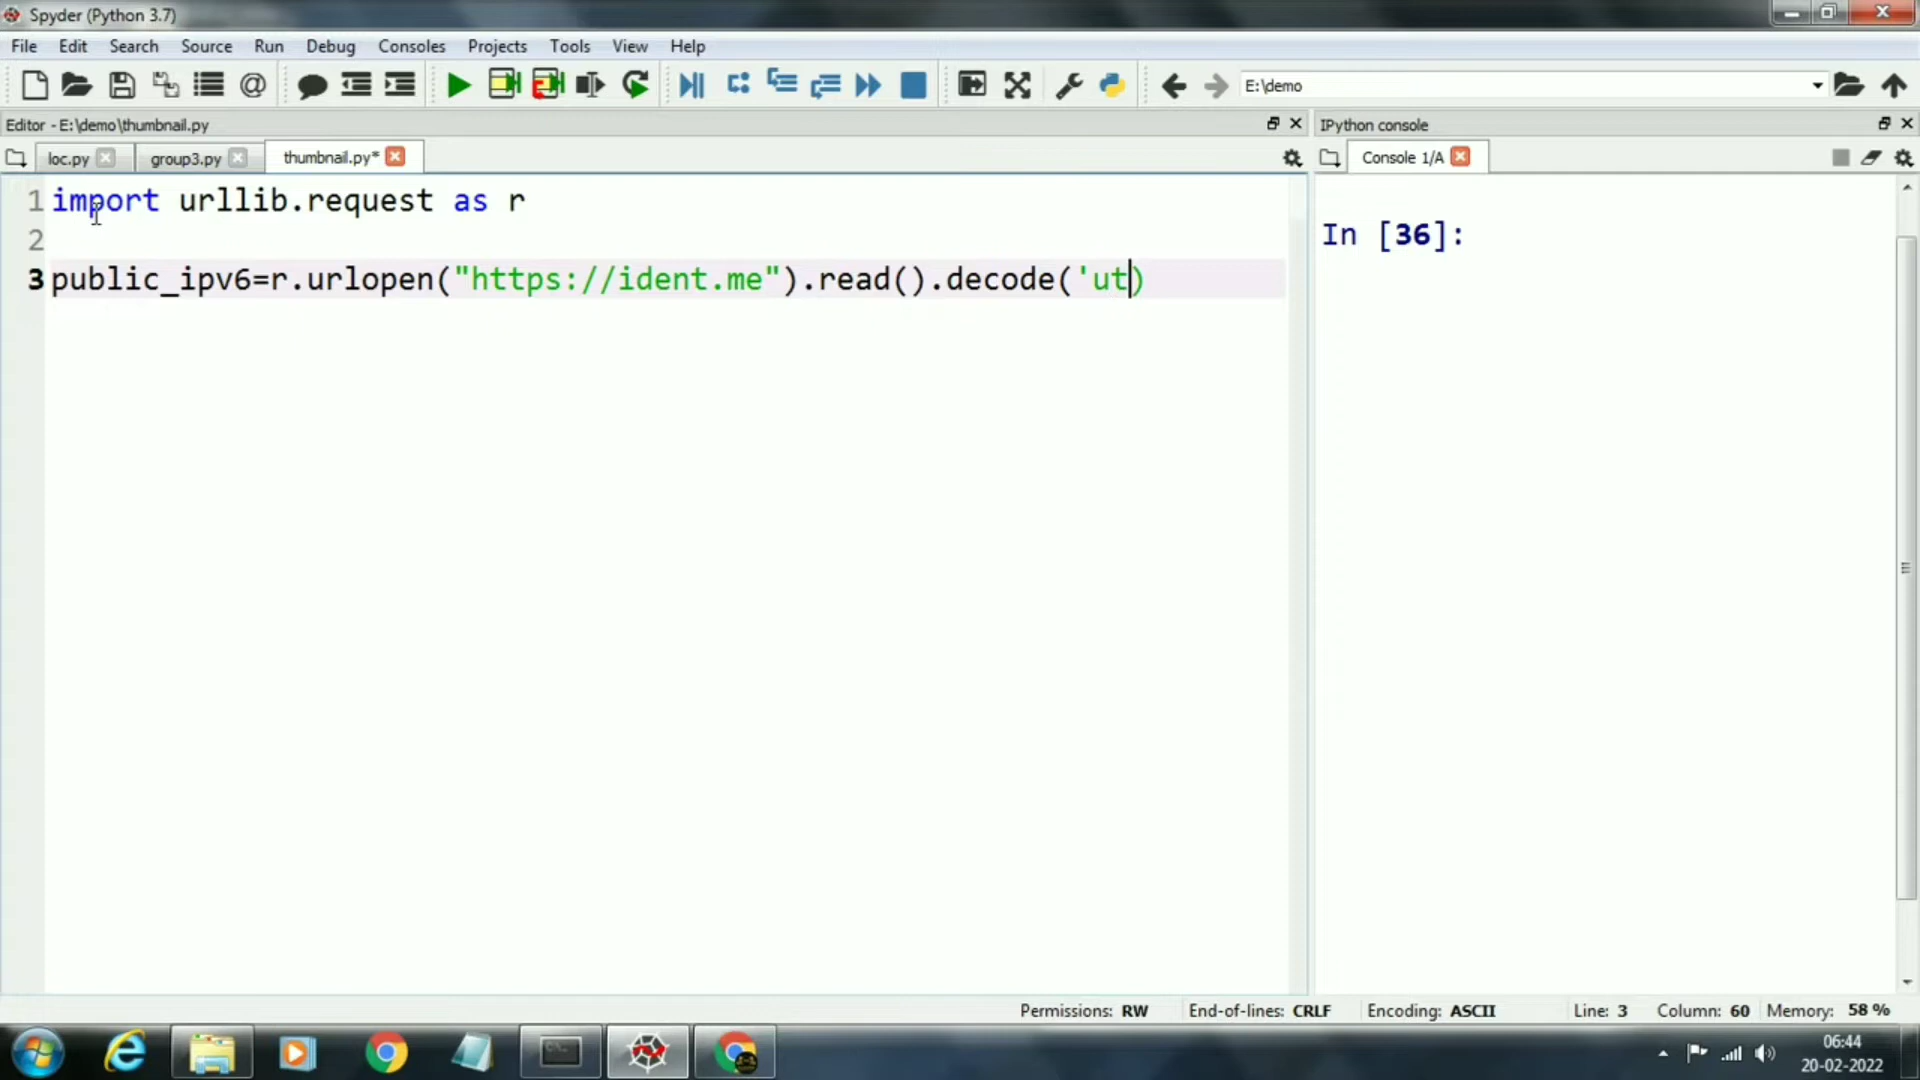 Spyder (Python 3.7)
File Edit Search Source Run Debug Consoles Projects Tools View Help
E:\demo
Editor - E:\demo\thumbnail.py
IPython console
loc.py group3.py thumbnail.py*
Console 1/A
1 import urllib.request as r
2
3 public_ipv6=r.urlopen("https://ident.me").read().decode('ut)
In [36]:
Permissions: RW End-of-lines: CRLF Encoding: ASCII Line: 3 Column: 60 Memory: 58 %
06:44
20-02-2022